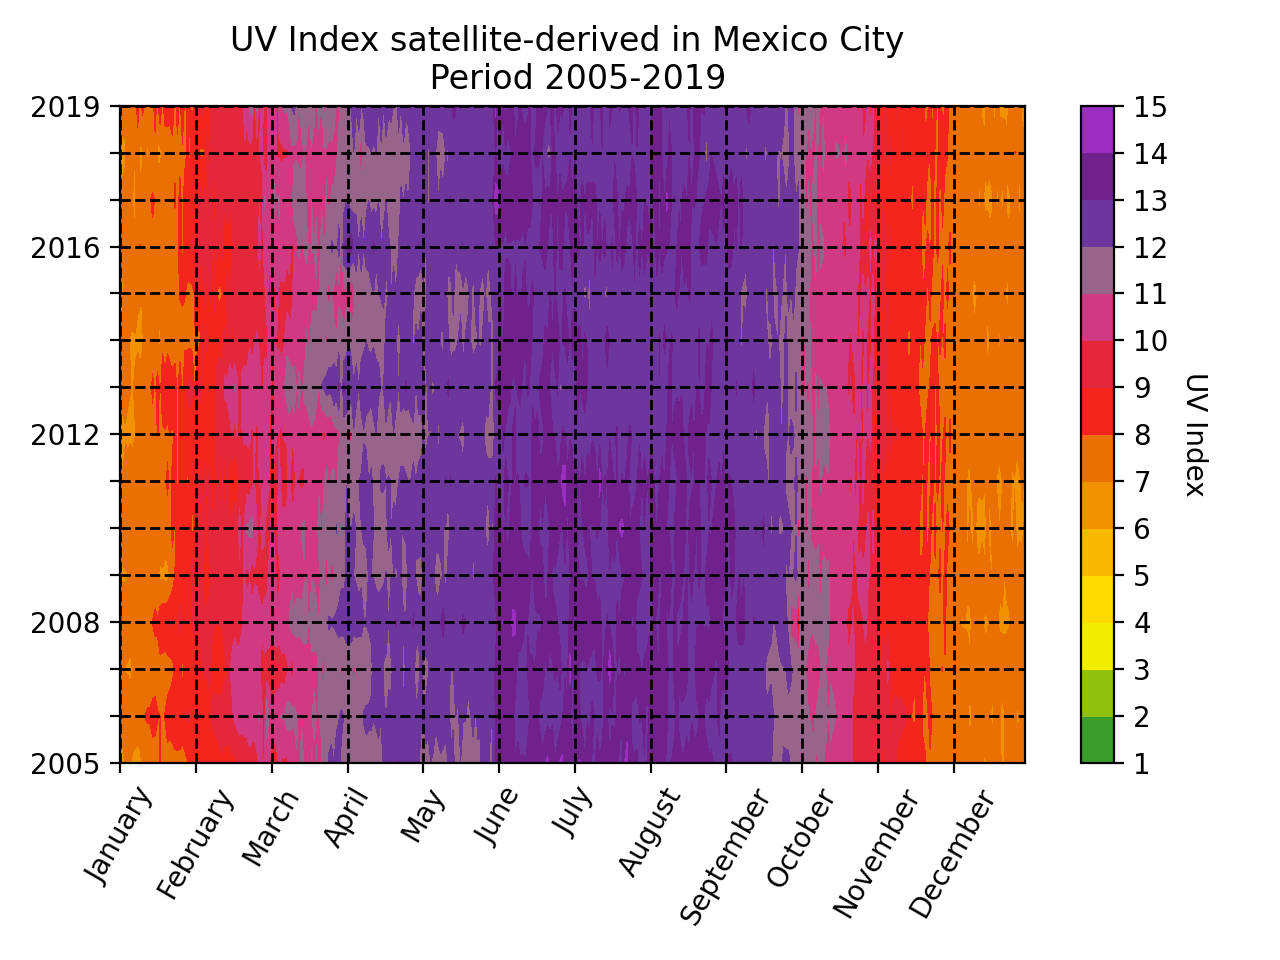 UV Index satellite-derived in Mexico City
Period 2005-2019
2019
2016
2012
2008
2005
January
February
March
April
May
June
July
August
September
October
November
December
15
14
13
12
11
10
9
8
7
6
5
4
3
2
1
UV Index